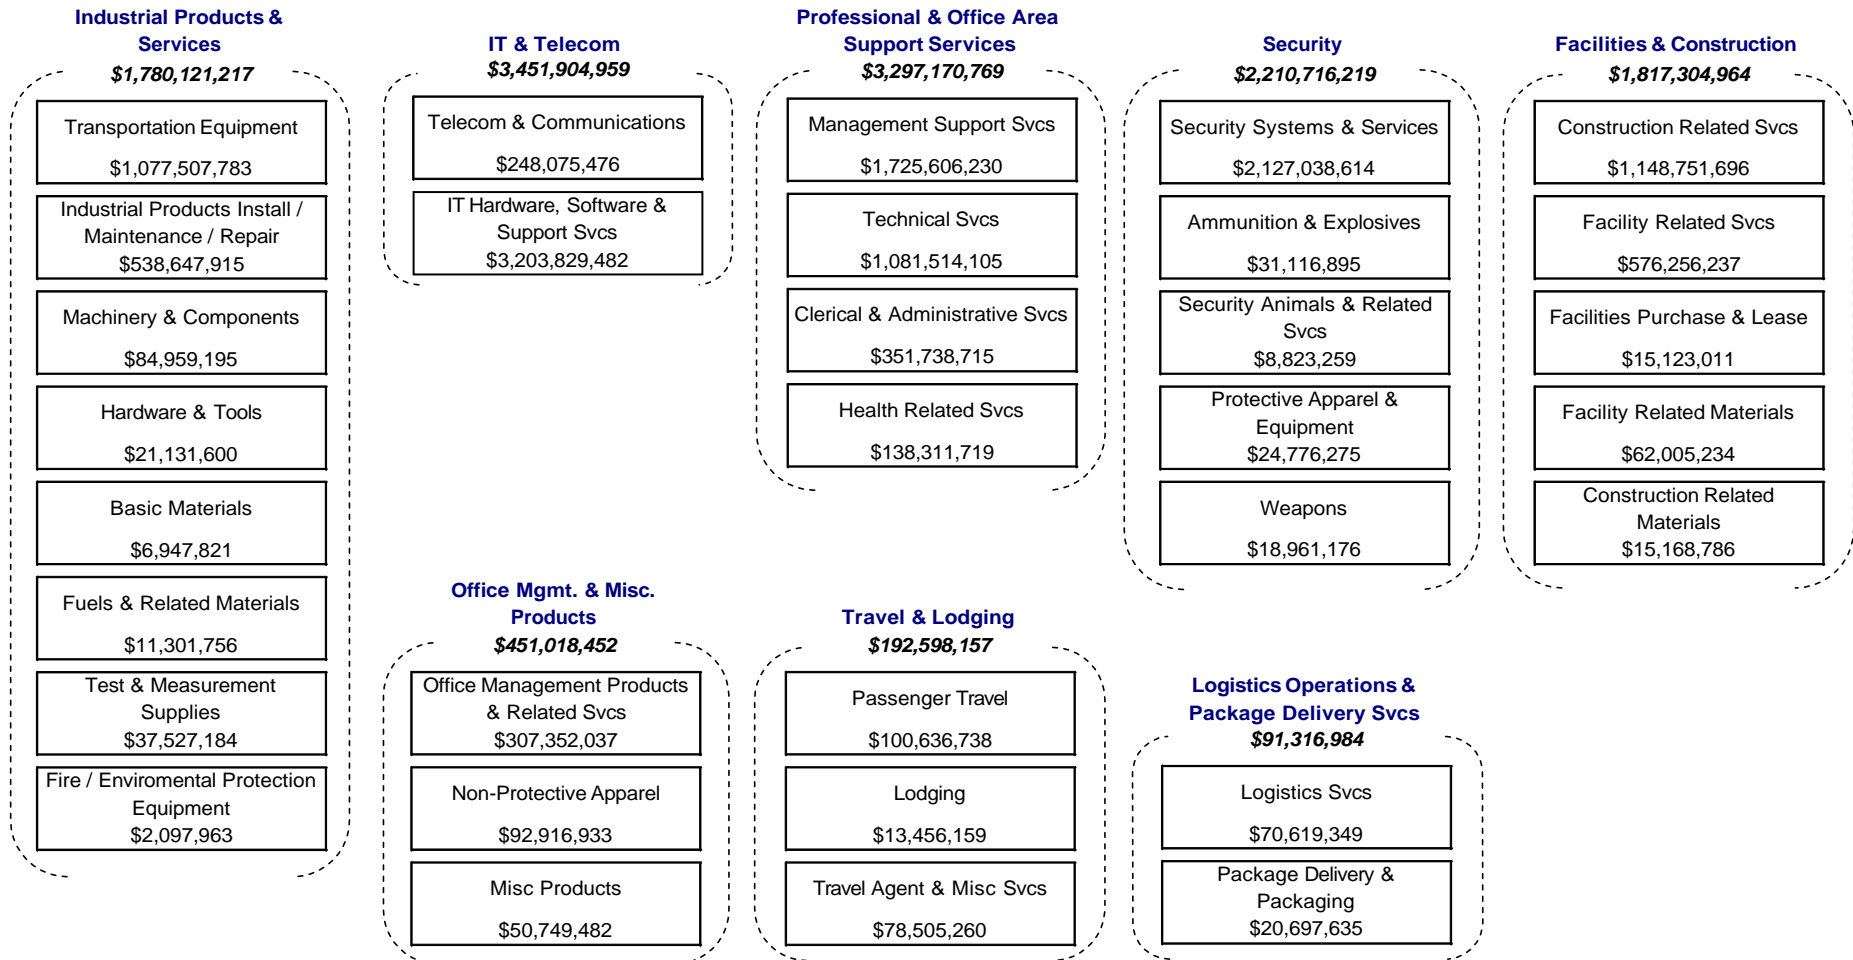 Industrial Products &
Services
$1,780,121,217
Transportation Equipment
$1,077,507,783
Industrial Products Install /
Maintenance / Repair
$538,647,915
Machinery & Components
$84,959,195
Hardware & Tools
$21,131,600
Basic Materials
$6,947,821
Fuels & Related Materials
$11,301,756
Test & Measurement
Supplies
$37,527,184
Fire / Enviromental Protection
Equipment
$2,097,963
IT & Telecom
$3,451,904,959
Telecom & Communications
$248,075,476
IT Hardware, Software &
Support Svcs
$3,203,829,482
Professional & Office Area
Support Services
$3,297,170,769
Management Support Svcs
$1,725,606,230
Technical Svcs
$1,081,514,105
Clerical & Administrative Svcs
$351,738,715
Health Related Svcs
$138,311,719
Security
$2,210,716,219
Security Systems & Services
$2,127,038,614
Ammunition & Explosives
$31,116,895
Security Animals & Related
Svcs
$8,823,259
Protective Apparel &
Equipment
$24,776,275
Weapons
$18,961,176
Facilities & Construction
$1,817,304,964
Construction Related Svcs
$1,148,751,696
Facility Related Svcs
$576,256,237
Facilities Purchase & Lease
$15,123,011
Facility Related Materials
$62,005,234
Construction Related
Materials
$15,168,786
Office Mgmt. & Misc.
Products
$451,018,452
Office Management Products
& Related Svcs
$307,352,037
Non-Protective Apparel
$92,916,933
Misc Products
$50,749,482
Travel & Lodging
$192,598,157
Passenger Travel
$100,636,738
Lodging
$13,456,159
Travel Agent & Misc Svcs
$78,505,260
Logistics Operations &
Package Delivery Svcs
$91,316,984
Logistics Svcs
$70,619,349
Package Delivery &
Packaging
$20,697,635